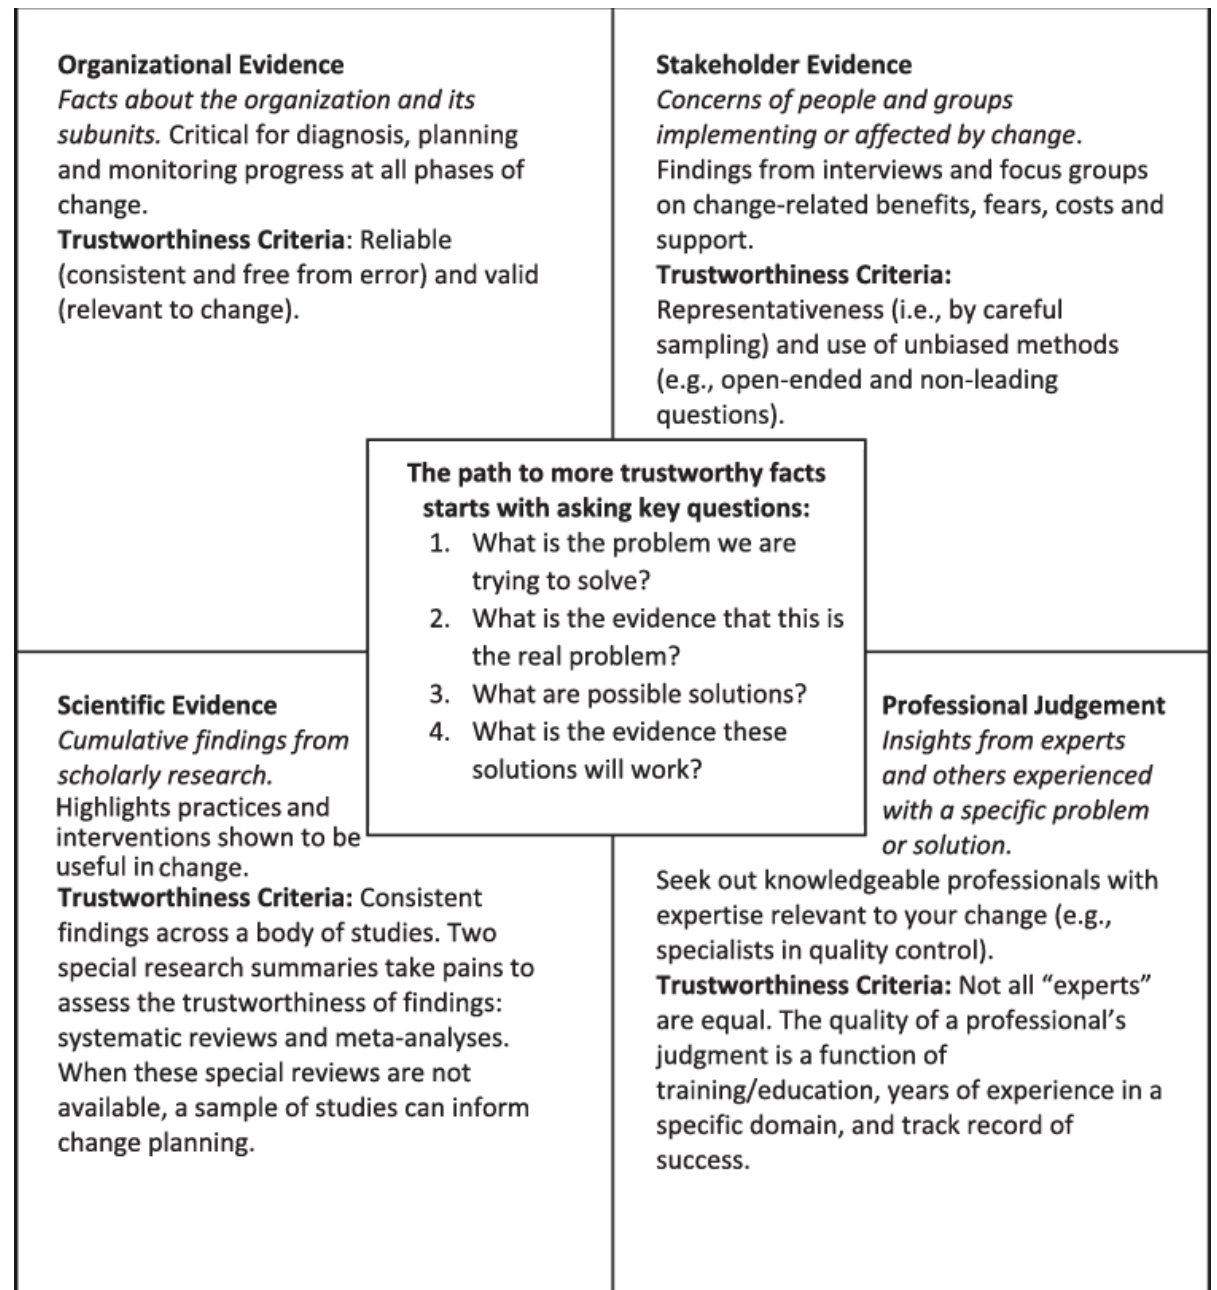 Organizational Evidence
Facts about the organization and its
subunits. Critical for diagnosis, planning
and monitoring progress at all phases of
change.
Trustworthiness Criteria: Reliable
(consistent and free from error) and valid
(relevant to change).
Stakeholder Evidence
Concerns of people and groups
implementing or affected by change.
Findings from interviews and focus groups
on change-related benefits, fears, costs and
support.
Trustworthiness Criteria:
Representativeness (i.e., by careful
sampling) and use of unbiased methods
(e.g., open-ended and non-leading
questions).
The path to more trustworthy facts
starts with asking key questions:
1. What is the problem we are
trying to solve?
2. What is the evidence that this is
the real problem?
3. What are possible solutions?
4. What is the evidence these
solutions will work?
Scientific Evidence
Cumulative findings from
scholarly research.
Highlights practices and
interventions shown to be
useful in change.
Trustworthiness Criteria: Consistent
findings across a body of studies. Two
special research summaries take pains to
assess the trustworthiness of findings:
systematic reviews and meta-analyses.
When these special reviews are not
available, a sample of studies can inform
change planning.
Professional Judgement
Insights from experts
and others experienced
with a specific problem
or solution.
Seek out knowledgeable professionals with
expertise relevant to your change (e.g.,
specialists in quality control).
Trustworthiness Criteria: Not all “experts”
are equal. The quality of a professional’s
judgment is a function of
training/education, years of experience in a
specific domain, and track record of
success.